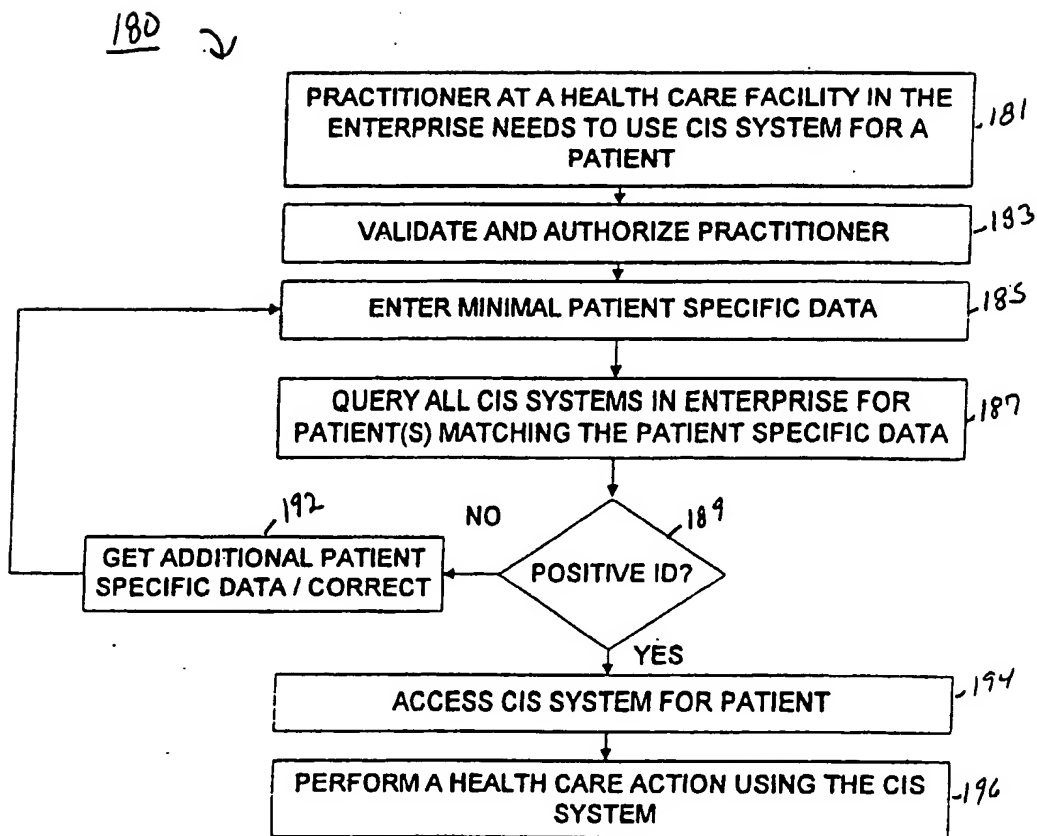 180
PRACTITIONER AT A HEALTH CARE FACILITY IN THE
ENTERPRISE NEEDS TO USE CIS SYSTEM FOR A
PATIENT
181
VALIDATE AND AUTHORIZE PRACTITIONER
183
ENTER MINIMAL PATIENT SPECIFIC DATA
185
QUERY ALL CIS SYSTEMS IN ENTERPRISE FOR
PATIENT(S) MATCHING THE PATIENT SPECIFIC DATA
187
192
NO
189
GET ADDITIONAL PATIENT
SPECIFIC DATA / CORRECT
POSITIVE ID?
YES
ACCESS CIS SYSTEM FOR PATIENT
194
PERFORM A HEALTH CARE ACTION USING THE CIS
SYSTEM
196